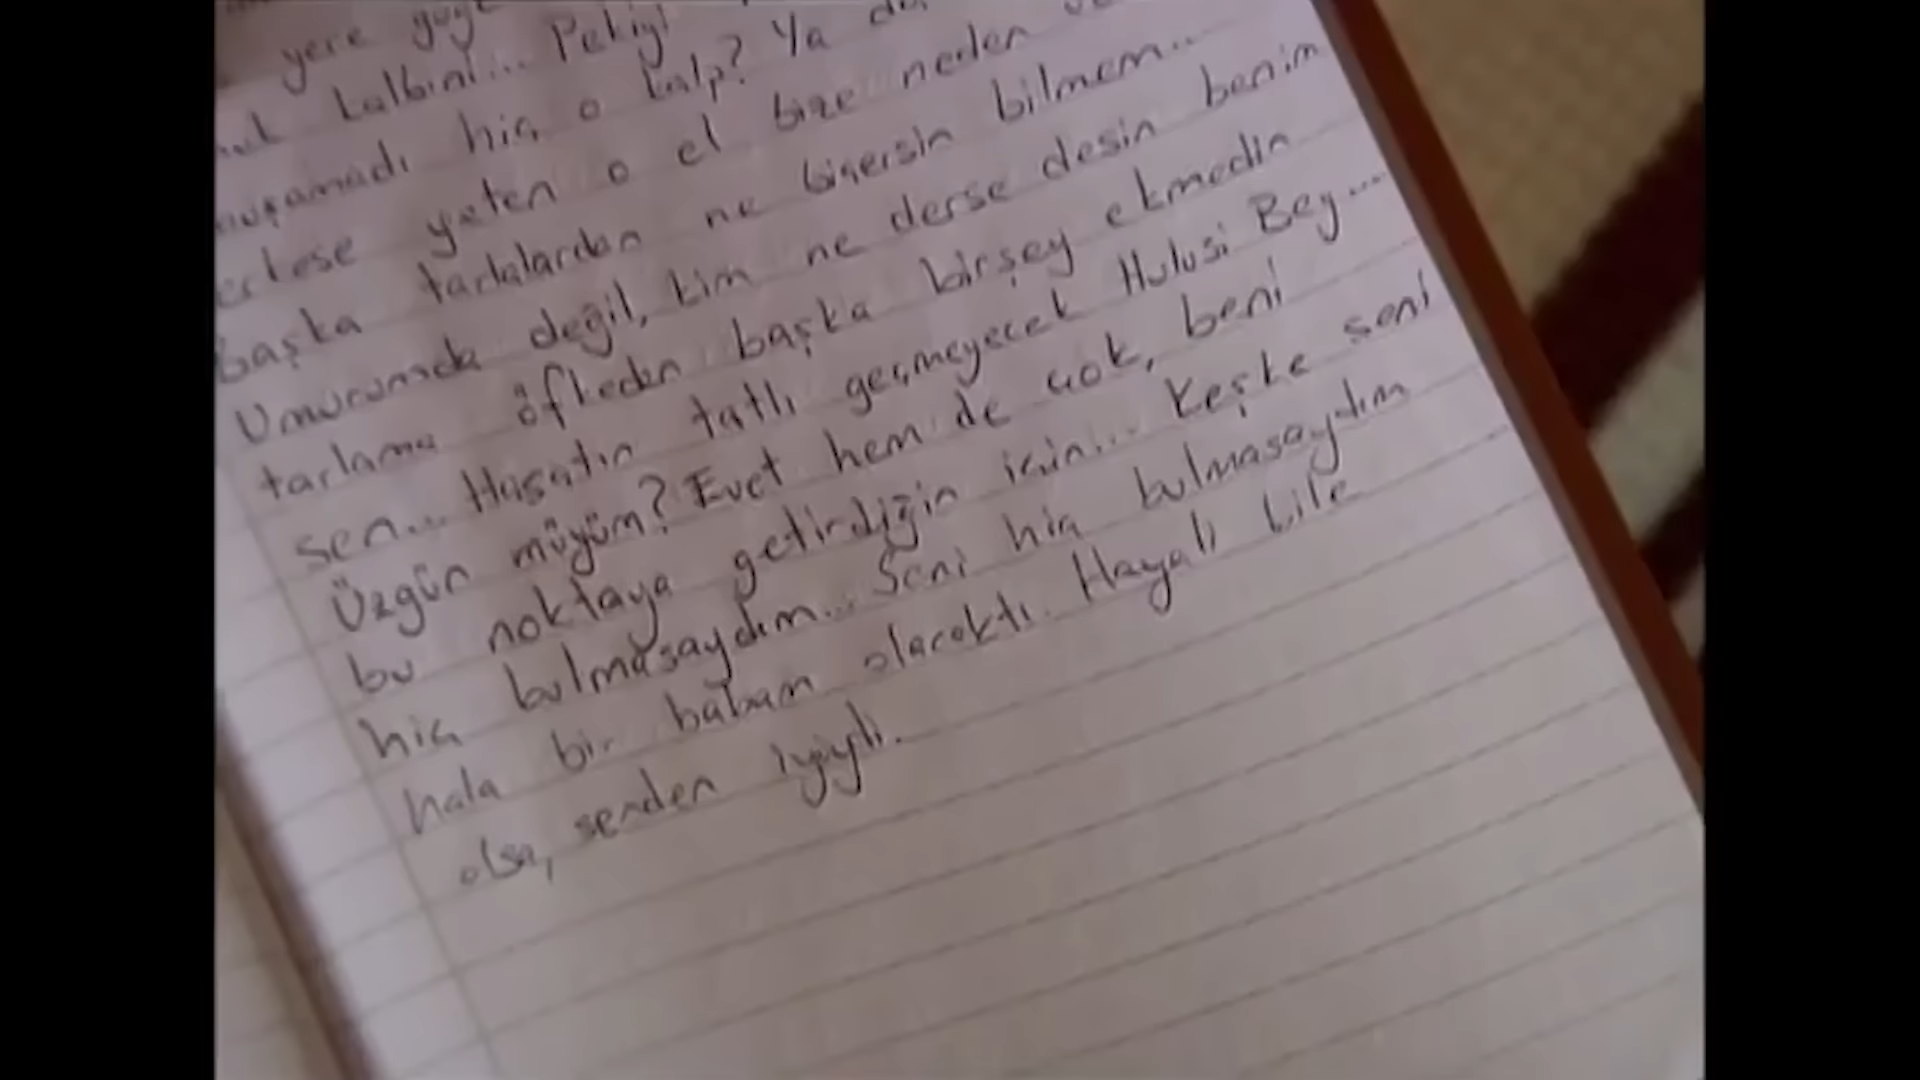 yere göğe
kalbini... Pekiyi
hiç o kalp? Ya
yeten o el bize neden
başka tarlalardan ne biçersin bilmem...
Umurumda değil, kim ne derse desin benim
tarlama öfkeden başka birşey ekmedin
sen... Hasatın tatlı geçmeyecek Hulusi Bey...
Üzgün müyüm? Evet hem de çok, beni
bu noktaya getirdiğin için... Keşke seni
hiç bulmasaydım... Seni hiç bulmasaydım
hala bir babam olacaktı. Hayali bile
olsa, senden iyiydi.